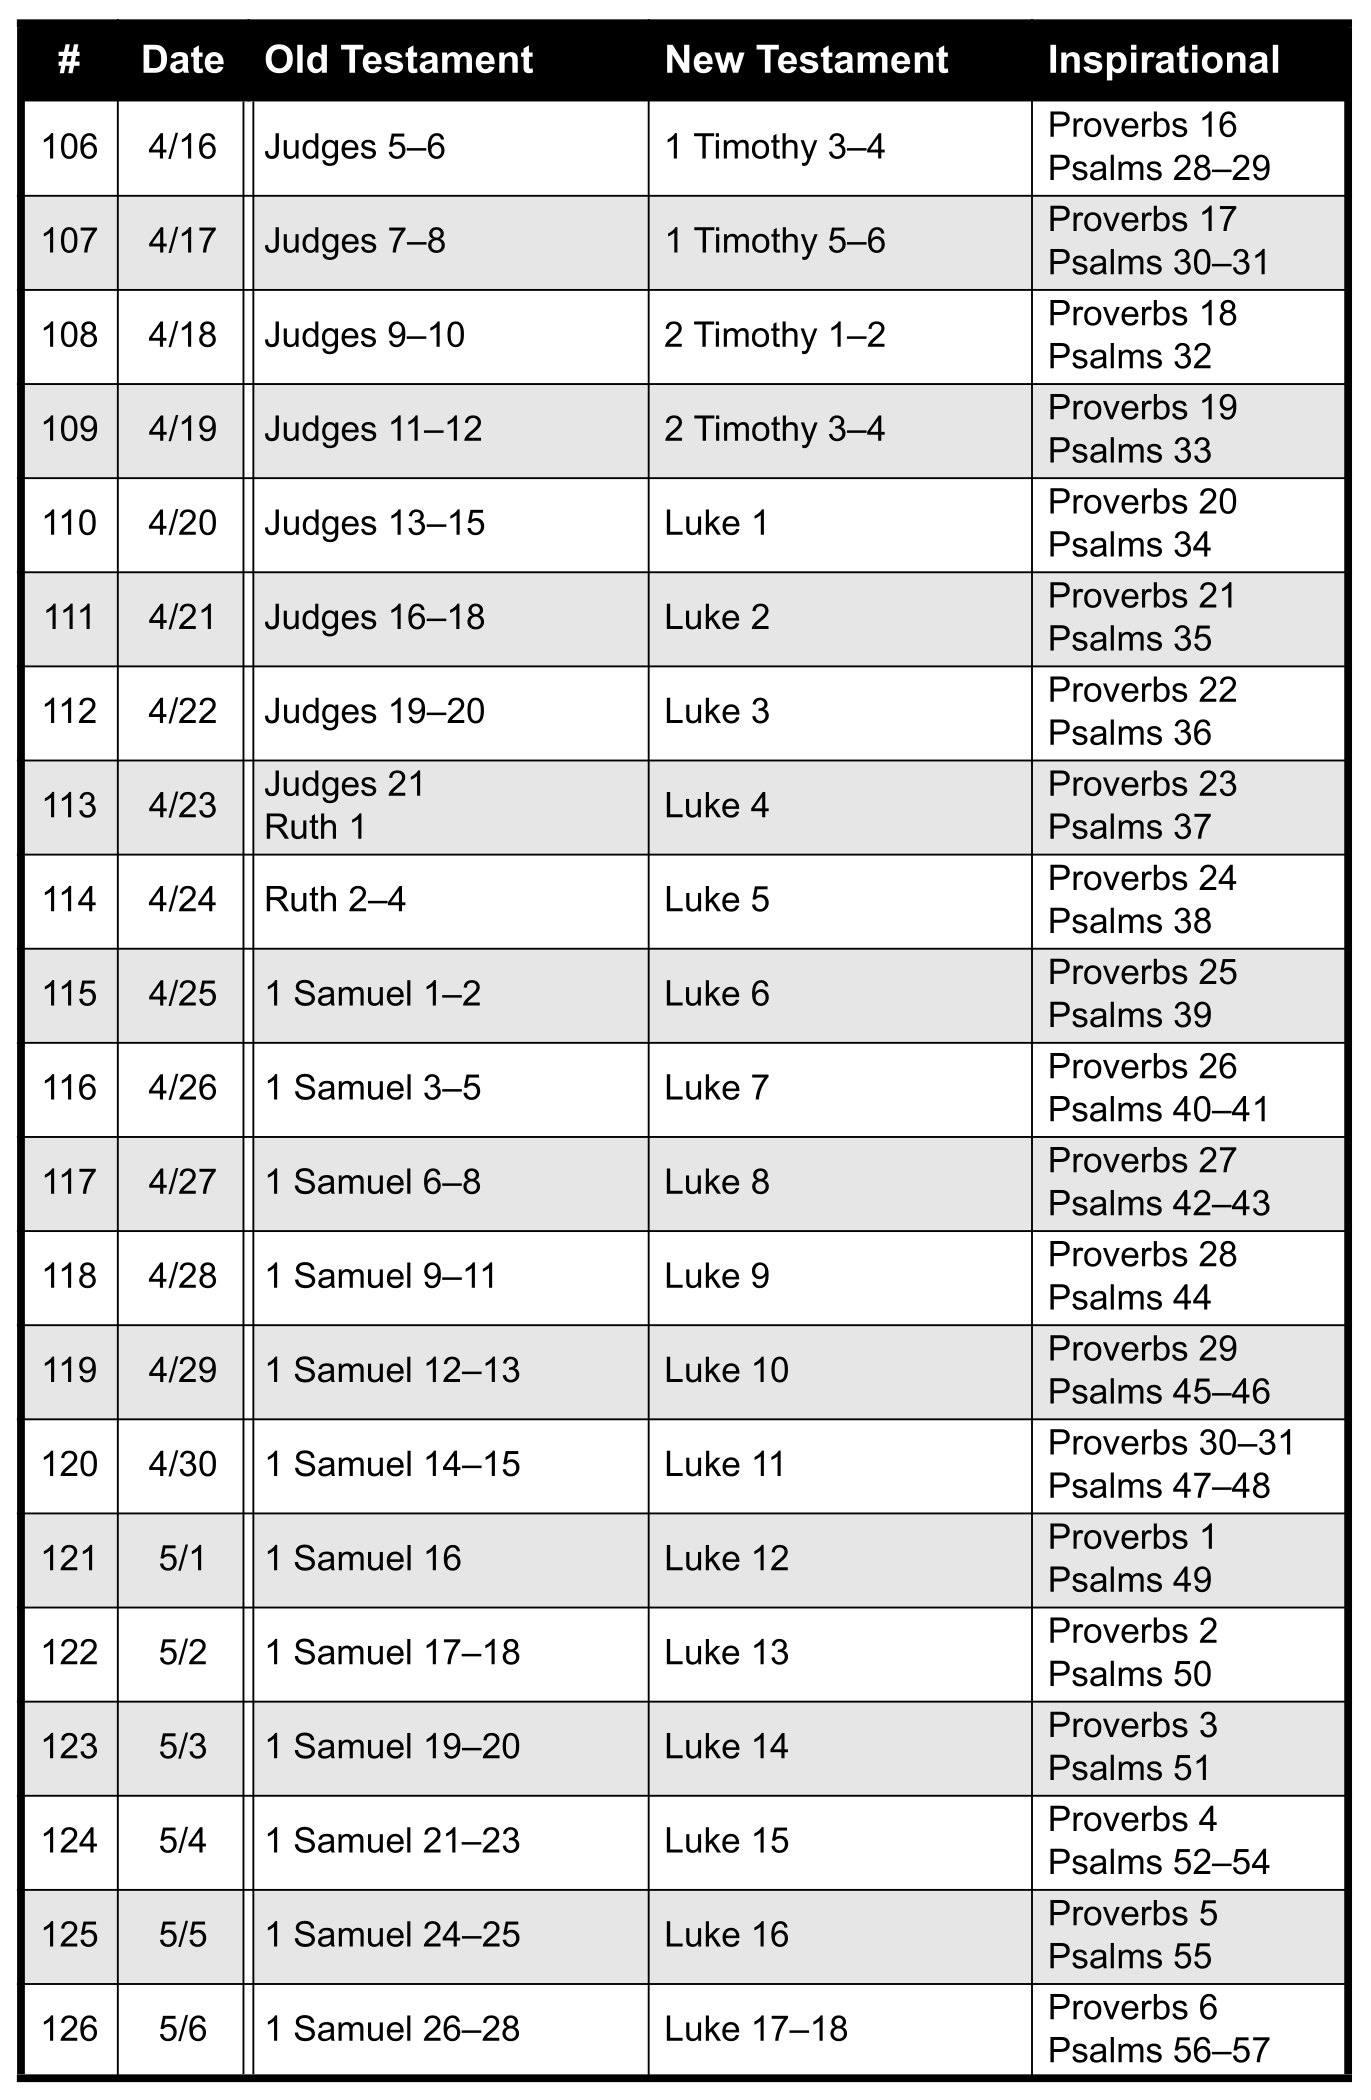 # Date Old Testament New Testament Inspirational
106 4/16 Judges 5–6 1 Timothy 3–4 Proverbs 16
Psalms 28–29
107 4/17 Judges 7–8 1 Timothy 5–6 Proverbs 17
Psalms 30–31
108 4/18 Judges 9–10 2 Timothy 1–2 Proverbs 18
Psalms 32
109 4/19 Judges 11–12 2 Timothy 3–4 Proverbs 19
Psalms 33
110 4/20 Judges 13–15 Luke 1 Proverbs 20
Psalms 34
111 4/21 Judges 16–18 Luke 2 Proverbs 21
Psalms 35
112 4/22 Judges 19–20 Luke 3 Proverbs 22
Psalms 36
113 4/23 Judges 21 Luke 4 Proverbs 23
Ruth 1 Psalms 37
114 4/24 Ruth 2–4 Luke 5 Proverbs 24
Psalms 38
115 4/25 1 Samuel 1–2 Luke 6 Proverbs 25
Psalms 39
116 4/26 1 Samuel 3–5 Luke 7 Proverbs 26
Psalms 40–41
117 4/27 1 Samuel 6–8 Luke 8 Proverbs 27
Psalms 42–43
118 4/28 1 Samuel 9–11 Luke 9 Proverbs 28
Psalms 44
119 4/29 1 Samuel 12–13 Luke 10 Proverbs 29
Psalms 45–46
120 4/30 1 Samuel 14–15 Luke 11 Proverbs 30–31
Psalms 47–48
121 5/1 1 Samuel 16 Luke 12 Proverbs 1
Psalms 49
122 5/2 1 Samuel 17–18 Luke 13 Proverbs 2
Psalms 50
123 5/3 1 Samuel 19–20 Luke 14 Proverbs 3
Psalms 51
124 5/4 1 Samuel 21–23 Luke 15 Proverbs 4
Psalms 52–54
125 5/5 1 Samuel 24–25 Luke 16 Proverbs 5
Psalms 55
126 5/6 1 Samuel 26–28 Luke 17–18 Proverbs 6
Psalms 56–57